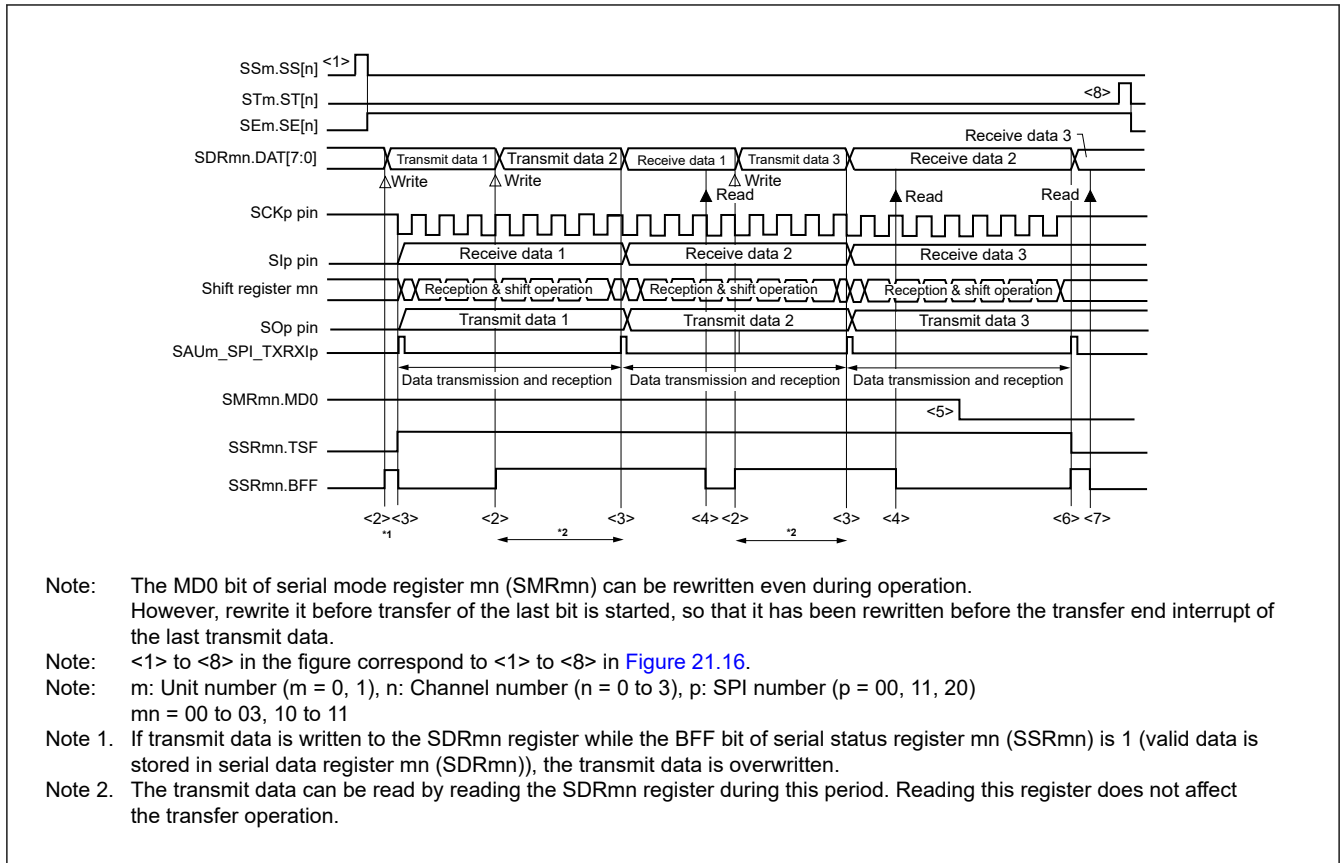 SSm.SS[n] <1>
STm.ST[n] <8>
SEm.SE[n]
Receive data 3
SDRmn.DAT[7:0] Transmit data 1 Transmit data 2 Receive data 1 Transmit data 3 Receive data 2
Write Write Write
Read Read Read
SCKp pin
SIp pin Receive data 1 Receive data 2 Receive data 3
Shift register mn Reception & shift operation Reception & shift operation Reception & shift operation
SOp pin Transmit data 1 Transmit data 2 Transmit data 3
SAUm_SPI_TXRXIp
Data transmission and reception Data transmission and reception Data transmission and reception
SMRmn.MD0
<5>
SSRmn.TSF
SSRmn.BFF
<2> <3> <2> <3> <4> <2> <3> <4> <6> <7>
*1 *2 *2
Note: The MD0 bit of serial mode register mn (SMRmn) can be rewritten even during operation.
However, rewrite it before transfer of the last bit is started, so that it has been rewritten before the transfer end interrupt of
the last transmit data.
Note: <1> to <8> in the figure correspond to <1> to <8> in Figure 21.16.
Note: m: Unit number (m = 0, 1), n: Channel number (n = 0 to 3), p: SPI number (p = 00, 11, 20)
mn = 00 to 03, 10 to 11
Note 1. If transmit data is written to the SDRmn register while the BFF bit of serial status register mn (SSRmn) is 1 (valid data is
stored in serial data register mn (SDRmn)), the transmit data is overwritten.
Note 2. The transmit data can be read by reading the SDRmn register during this period. Reading this register does not affect
the transfer operation.